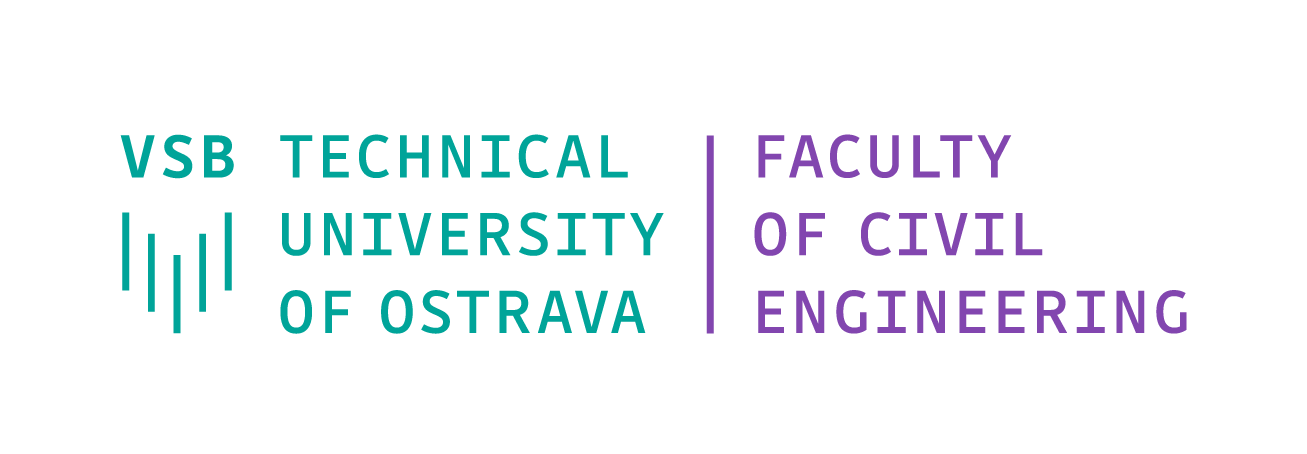 VSB TECHNICAL
UNIVERSITY
OF OSTRAVA
FACULTY
OF CIVIL
ENGINEERING